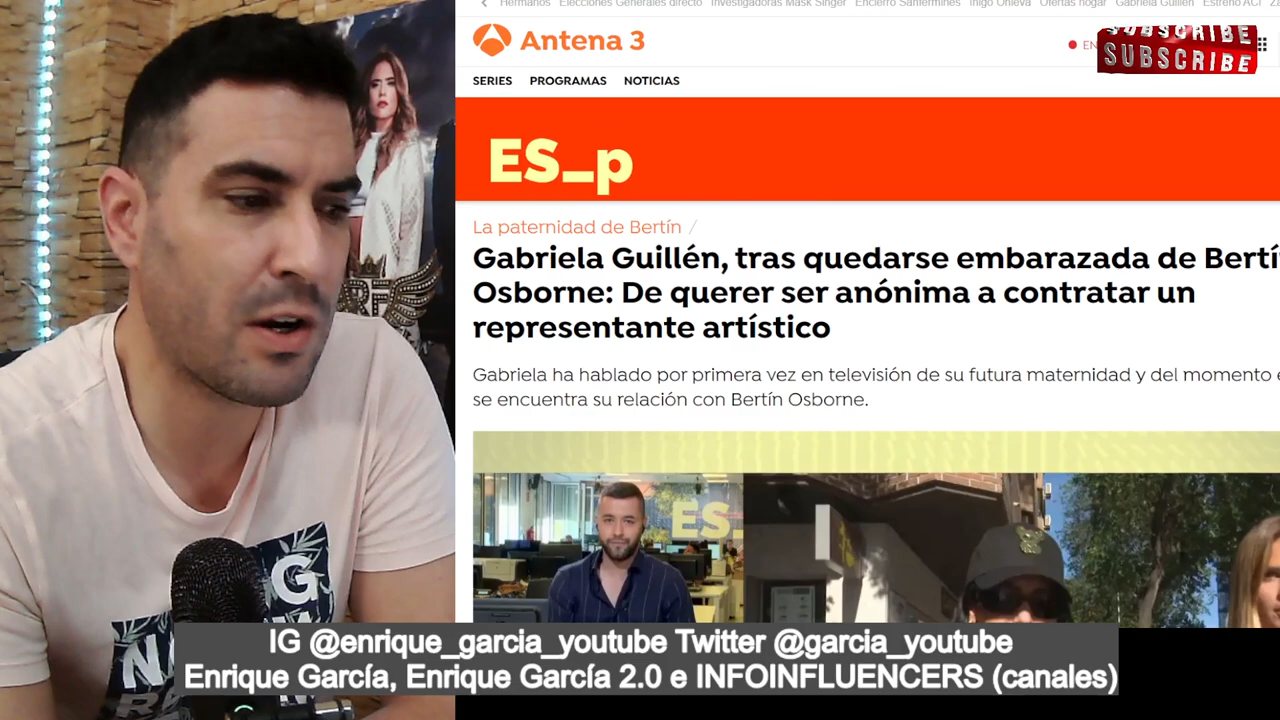 Hermanos Elecciones Generales directo Investigadoras Mask Singer Encierro Sanfermines Iñigo Onieva Ofertas hogar Gabriela Guillén Estreno ACI
Antena 3
EN
SUBSCRIBE
SUBSCRIBE
SERIES PROGRAMAS NOTICIAS
ES_p
La paternidad de Bertín /
Gabriela Guillén, tras quedarse embarazada de Bertí
Osborne: De querer ser anónima a contratar un
representante artístico
Gabriela ha hablado por primera vez en televisión de su futura maternidad y del momento e
se encuentra su relación con Bertín Osborne.
ES_
G
N
IG @enrique_garcia_youtube Twitter @garcia_youtube
Enrique García, Enrique García 2.0 e INFOINFLUENCERS (canales)